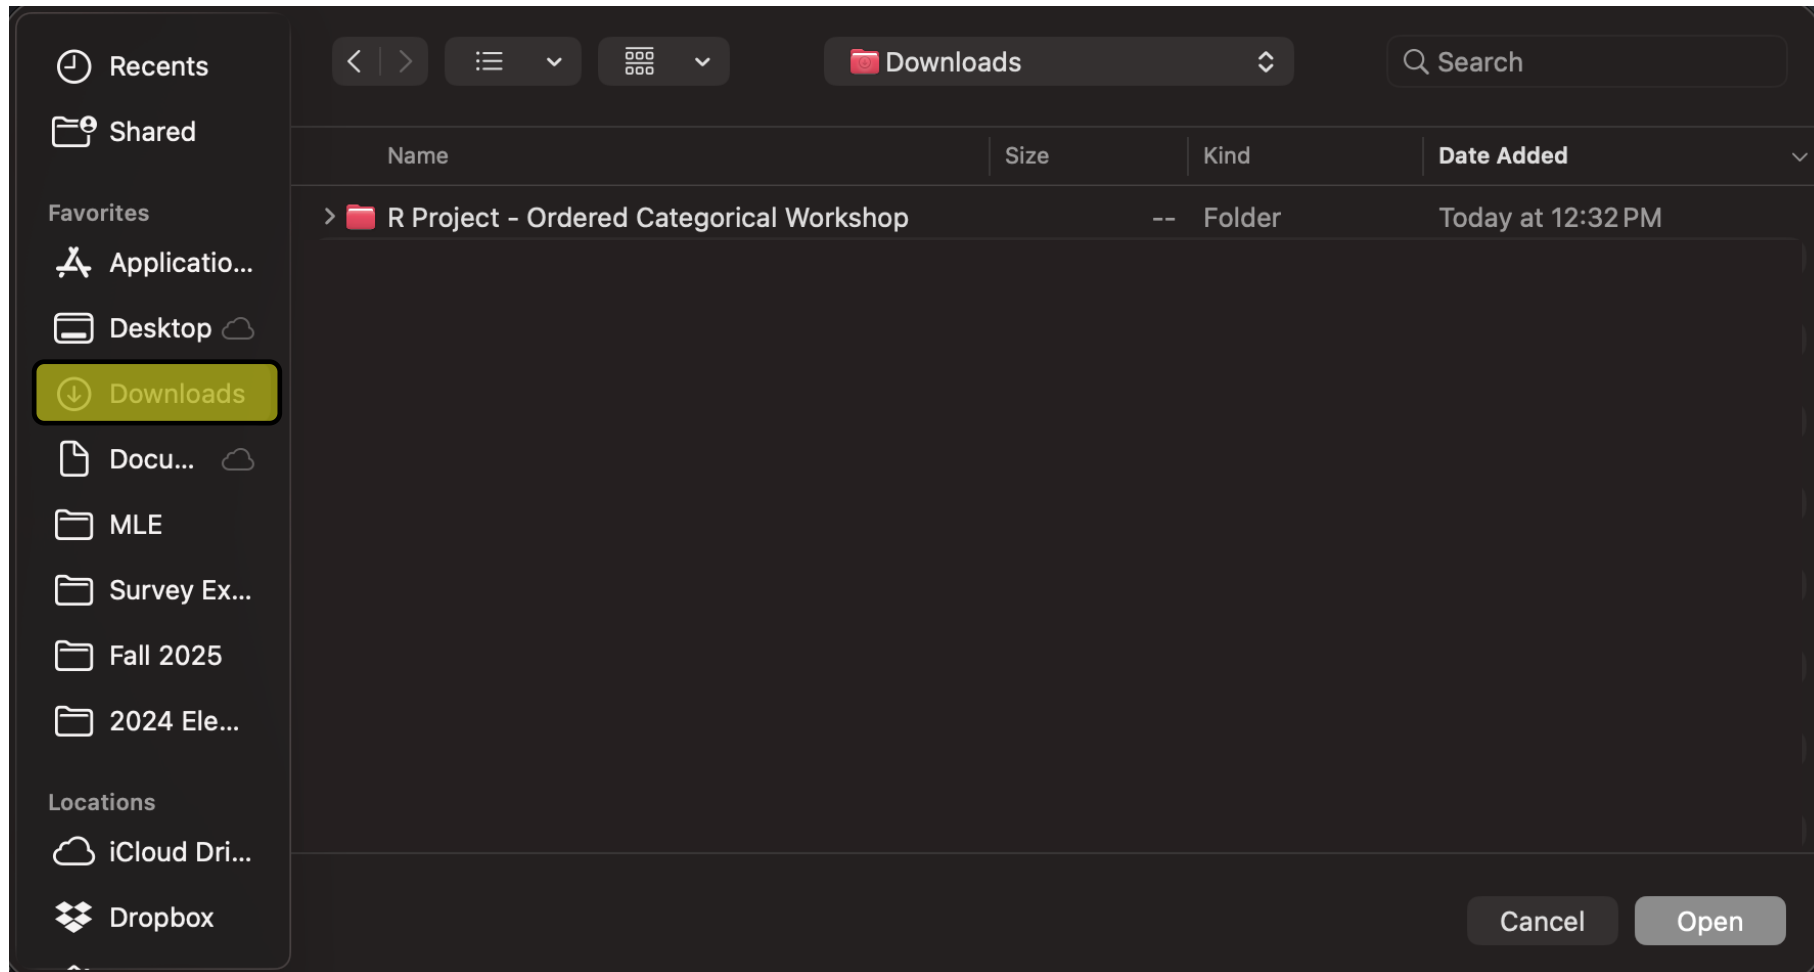 Recents
Shared
Favorites
Applicatio...
Desktop
Downloads
Docu...
MLE
Survey Ex...
Fall 2025
2024 Ele...
Locations
iCloud Dri...
Dropbox
Downloads
Search
Name Size Kind Date Added
R Project - Ordered Categorical Workshop -- Folder Today at 12:32 PM
Cancel Open